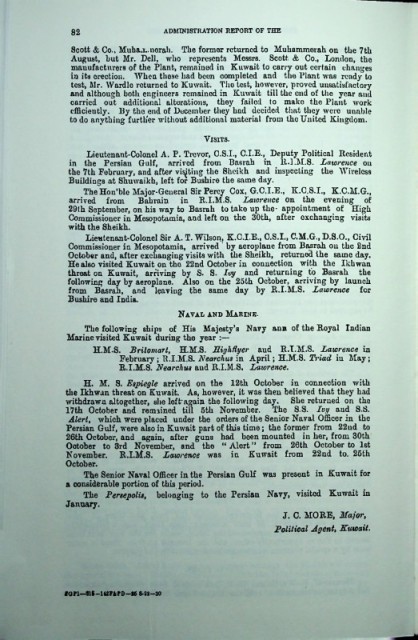 82
ADMINISTRATION REPORT OF THE
Scott & Co., Muhammerah. The former returned to Muhammerah on the 7th
August, but Mr. Dell, who represents Messrs. Scott & Co., London, the
manufacturers of the Plant, remained in Kuwait to carry out certain changes
in its erection. When these had been completed and the Plant was ready to
test, Mr. Wardle returned to Kuwait. The test, however, proved unsatisfactory
and although both engineers remained in Kuwait till the end of the year and
carried out additional alterations, they failed to make the Plant work
efficiently. By the end of December they had decided that they were unable
to do anything further without additional material from the United Kingdom.
VISITS.
Lieutenant-Colonel A. P. Trevor, C.S.I., C.I.E., Deputy Political Resident
in the Persian Gulf, arrived from Basrah in R.I.M.S. Lawrence on
the 7th February, and after visiting the Sheikh and inspecting the Wireless
Buildings at Shuwaikh, left for Bushire the same day.
The Hon'ble Major-General Sir Percy Cox, G.C.I.E., K.C.S.I., K.C.M.G.,
arrived from Bahrain in R.I.M.S. Lawrence on the evening of
29th September, on his way to Basrah to take up the appointment of High
Commissioner in Mesopotamia, and left on the 30th, after exchanging visits
with the Sheikh.
Lieutenant-Colonel Sir A. T. Wilson, K.C.I.E., C.S.I., C.M.G., D.S.O., Civil
Commissioner in Mesopotamia, arrived by aeroplane from Basrah on the 2nd
October and, after exchanging visits with the Sheikh, returned the same day.
He also visited Kuwait on the 22nd October in connection with the Ikhwan
threat on Kuwait, arriving by S. S. Ivy and returning to Basrah the
following day by aeroplane. Also on the 25th October, arriving by launch
from Basrah, and leaving the same day by R.I.M.S. Lawrence for
Bushire and India.
NAVAL AND MARINE.
The following ships of His Majesty's Navy and of the Royal Indian
Marine visited Kuwait during the year :—
H.M.S. Britomart, H.M.S. Highflyer and R.I.M.S. Lawrence in
February ; R.I.M.S. Nearchus in April ; H.M.S. Triad in May ;
R.I.M.S. Nearchus and R.I.M.S. Lawrence.
H. M. S. Espiegle arrived on the 12th October in connection with
the Ikhwan threat on Kuwait. As, however, it was then believed that they had
withdrawn altogether, she left again the following day. She returned on the
17th October and remained till 5th November. The S.S. Ivy and S.S.
Alert, which were placed under the orders of the Senior Naval Officer in the
Persian Gulf, were also in Kuwait part of this time ; the former from 22nd to
26th October, and again, after guns had been mounted in her, from 30th
October to 3rd November, and the "Alert" from 26th October to 1st
November. R.I.M.S. Lawrence was in Kuwait from 22nd to 25th
October.
The Senior Naval Officer in the Persian Gulf was present in Kuwait for
a considerable portion of this period.
The Persepolis, belonging to the Persian Navy, visited Kuwait in
January.
J. C. MORE, Major,
Political Agent, Kuwait.